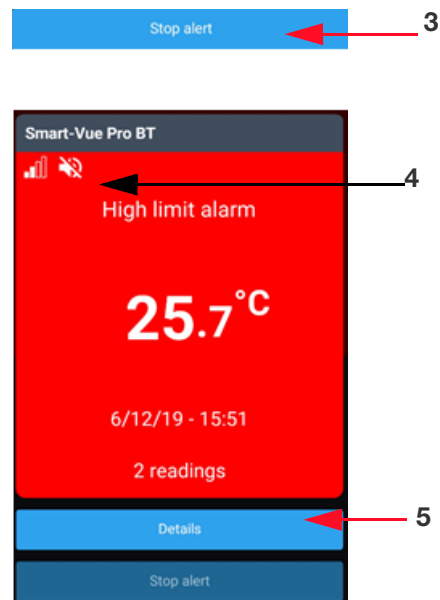 Stop alert
3
Smart-Vue Pro BT
4
High limit alarm
25.7°C
6/12/19 - 15:51
2 readings
Details
5
Stop alert